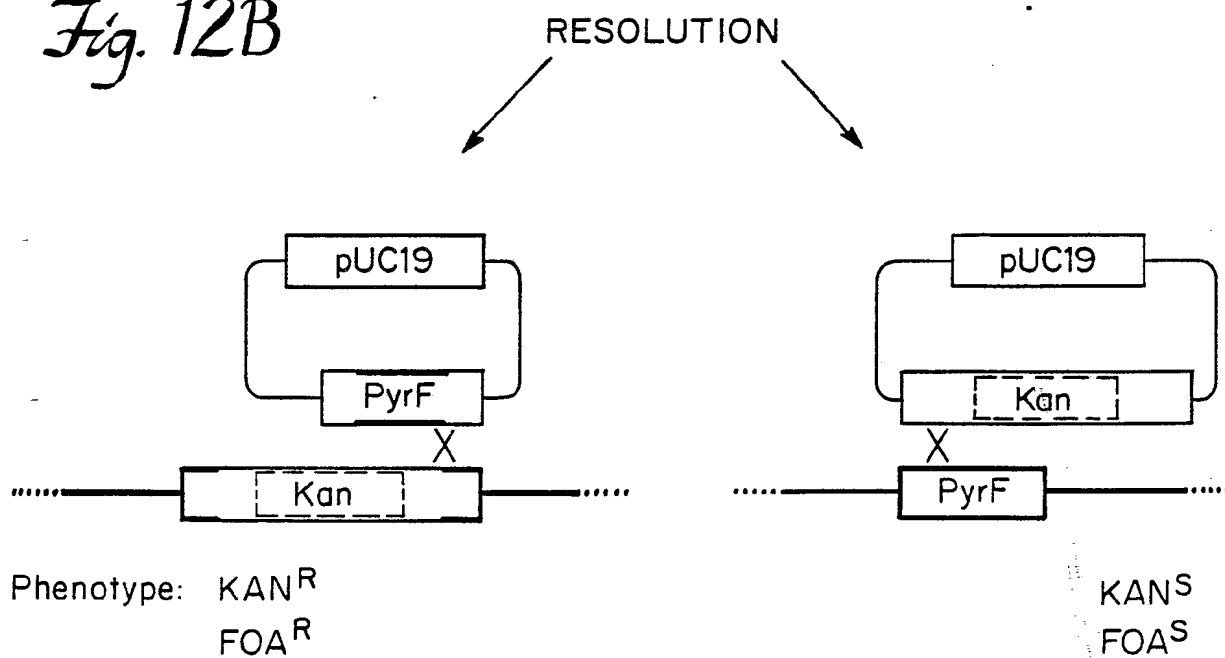 Fig. 12B
RESOLUTION
pUC19
pUC19
PyrF
Kan
X
X
Kan
PyrF
Phenotype: KAN^R
KAN^S
FOA^R
FOA^S